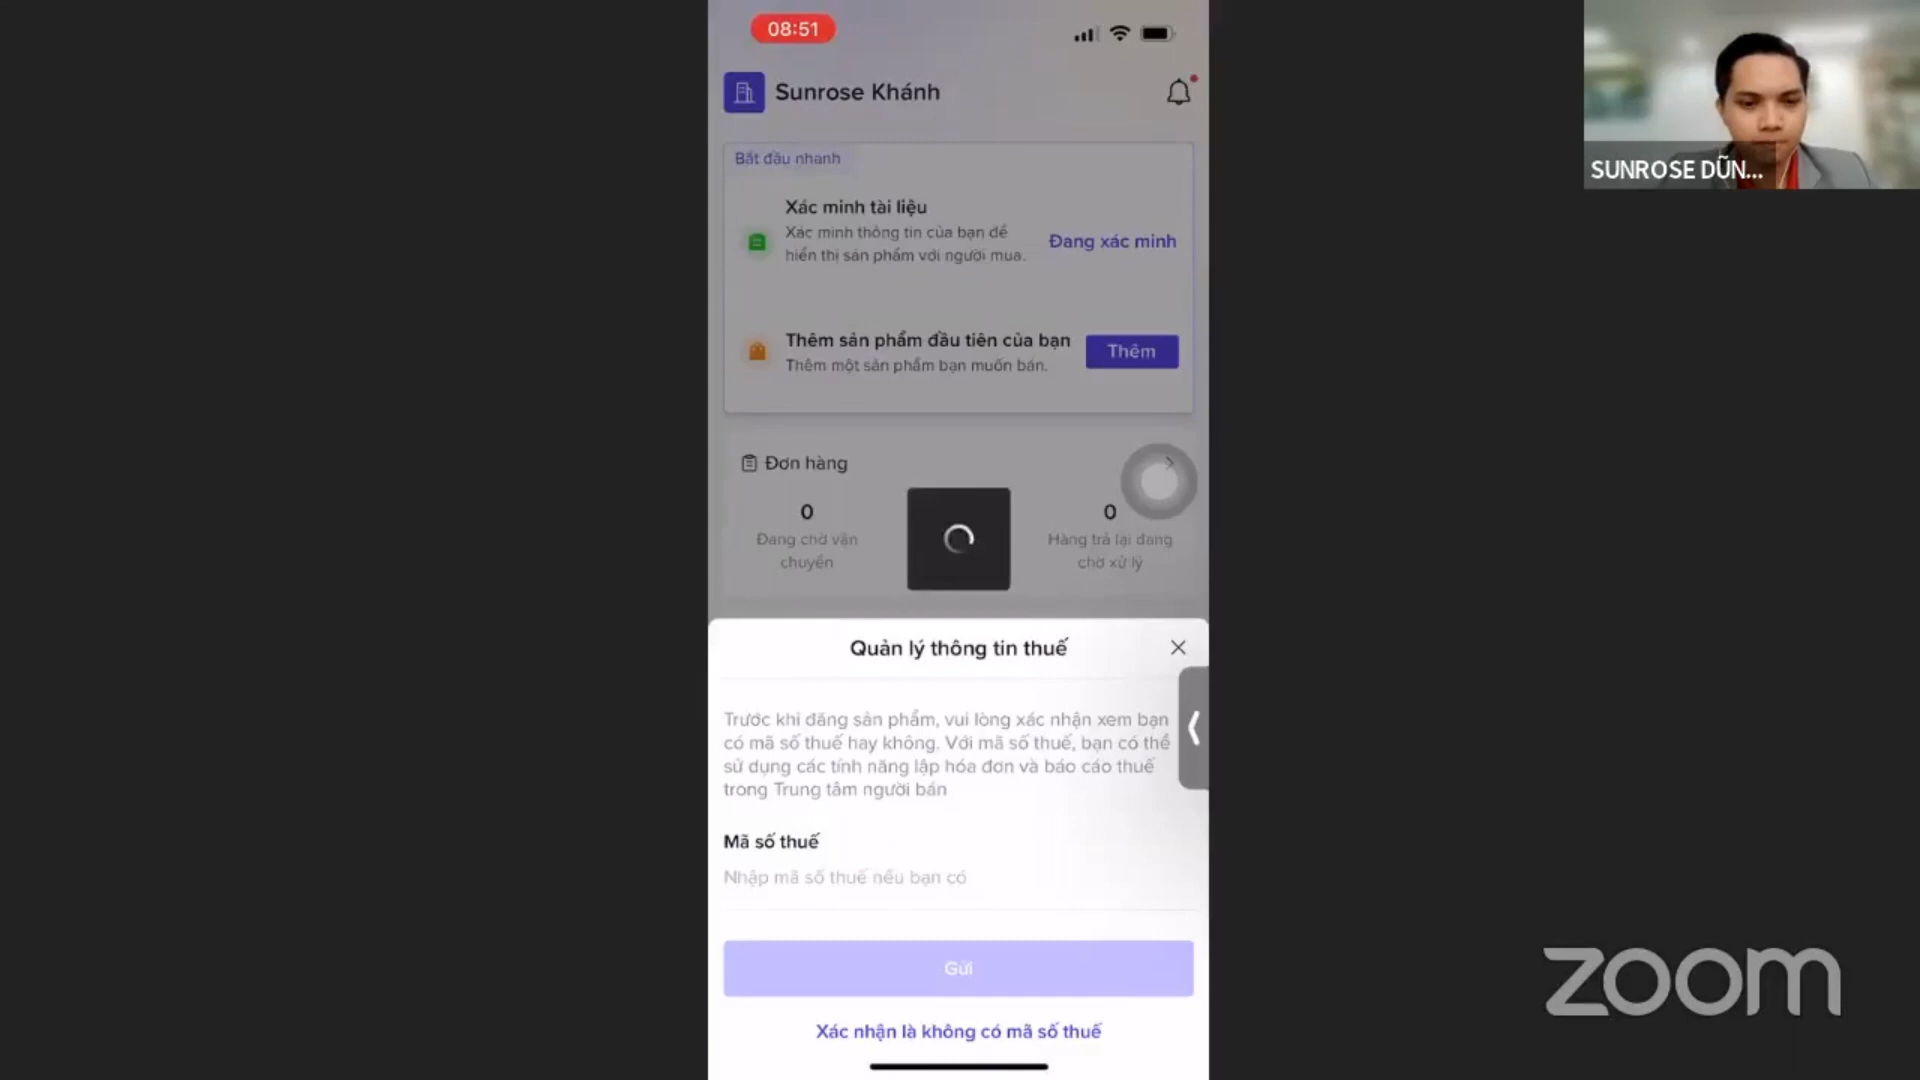 08:51
Sunrose Khánh
Bắt đầu nhanh
Xác minh tài liệu
Xác minh thông tin của bạn để
hiển thị sản phẩm với người mua.
Đang xác minh
Thêm sản phẩm đầu tiên của bạn
Thêm một sản phẩm bạn muốn bán.
Thêm
Đơn hàng
0
Đang chờ vận
chuyển
0
Hàng trả lại đang
chờ xử lý
Quản lý thông tin thuế
Trước khi đăng sản phẩm, vui lòng xác nhận xem bạn
có mã số thuế hay không. Với mã số thuế, bạn có thể
sử dụng các tính năng lập hóa đơn và báo cáo thuế
trong Trung tâm người bán
Mã số thuế
Nhập mã số thuế nếu bạn có
Gửi
Xác nhận là không có mã số thuế
SUNROSE DŨN...
zoom